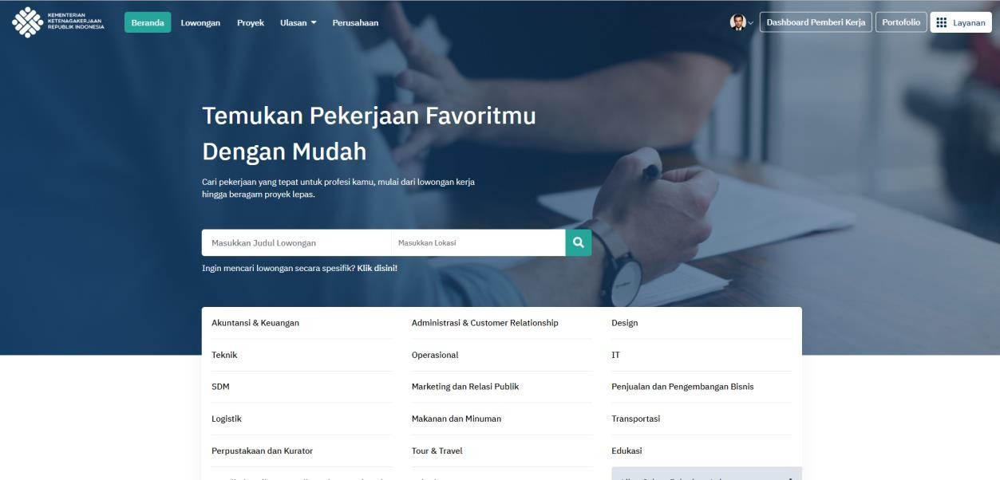 KEMENTERIAN
KETENAGAKERJAAN
REPUBLIK INDONESIA
Beranda
Lowongan
Proyek
Ulasan
Perusahaan
Dashboard Pemberi Kerja
Portofolio
Layanan
Temukan Pekerjaan Favoritmu
Dengan Mudah
Cari pekerjaan yang tepat untuk profesi kamu, mulai dari lowongan kerja
hingga beragam proyek lepas.
Masukkan Judul Lowongan
Masukkan Lokasi
Ingin mencari lowongan secara spesifik? Klik disini!
Akuntansi & Keuangan
Administrasi & Customer Relationship
Design
Teknik
Operasional
IT
SDM
Marketing dan Relasi Publik
Penjualan dan Pengembangan Bisnis
Logistik
Makanan dan Minuman
Transportasi
Perpustakaan dan Kurator
Tour & Travel
Edukasi